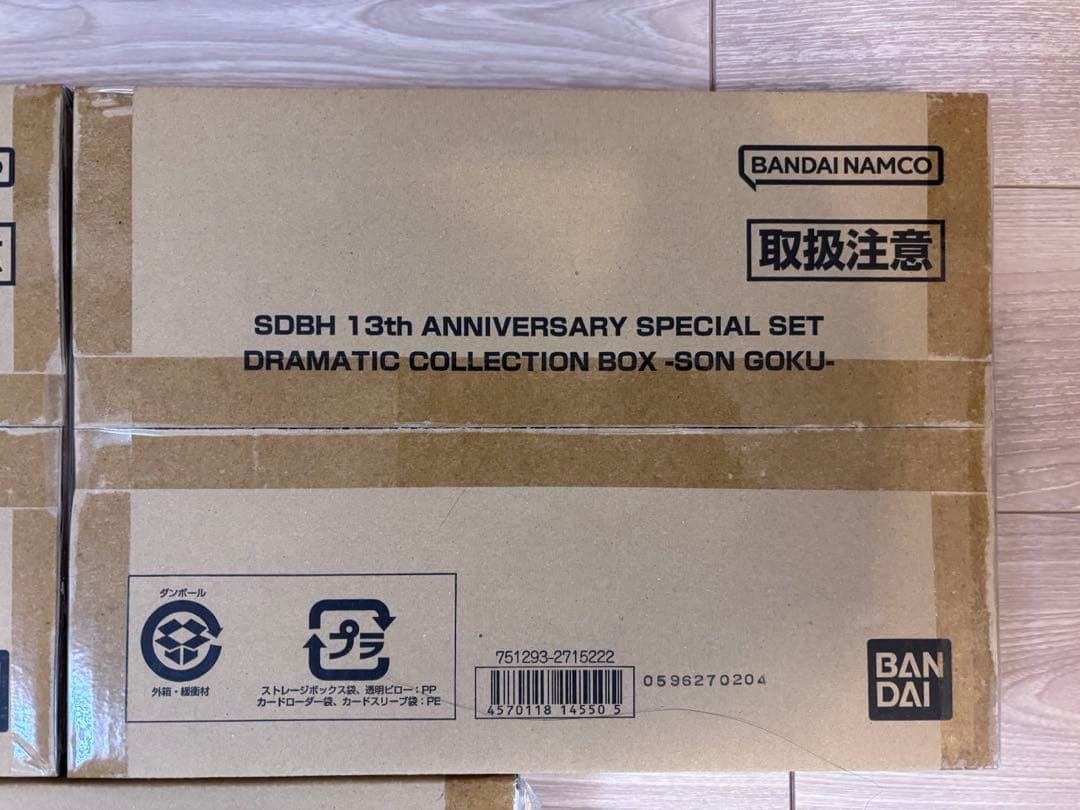 BANDAI NAMCO
取扱注意
SDBH 13th ANNIVERSARY SPECIAL SET
DRAMATIC COLLECTION BOX -SON GOKU-
ダンボール
外箱・緩衝材
プラ
ストレージボックス袋、透明ピロー:PP
カードローダー袋、カードスリーブ袋:PE
751293-2715222
4570118 14550 5
0596270204
BAN
DAI